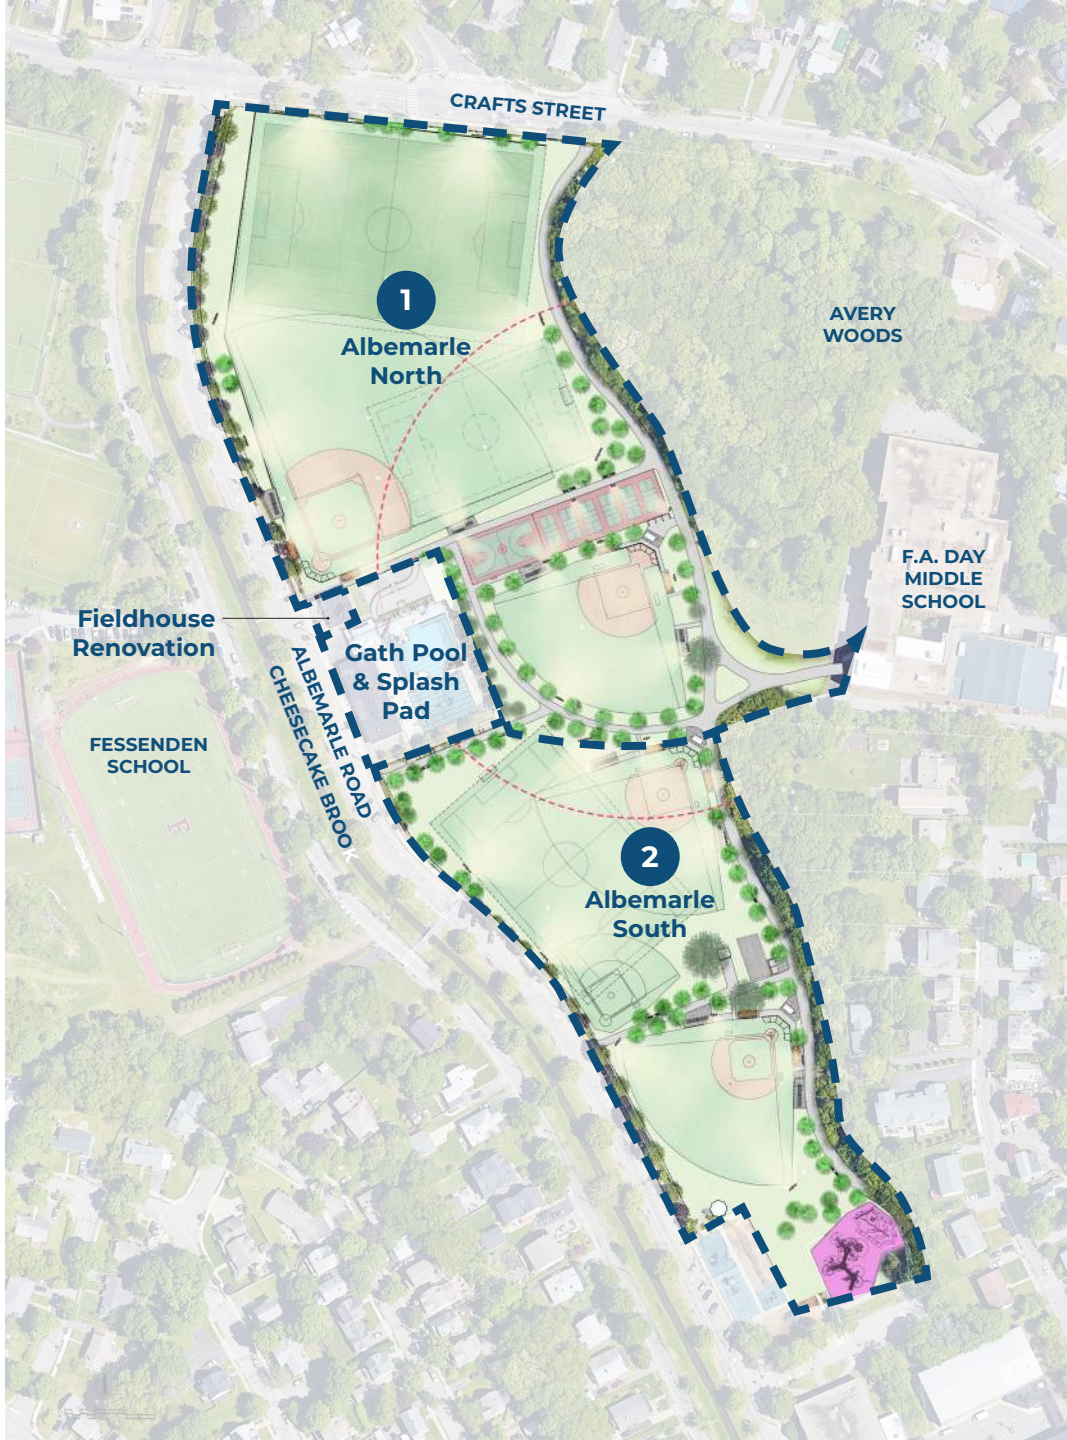 CRAFTS STREET
1
Albemarle
North
AVERY
WOODS
F.A. DAY
MIDDLE
SCHOOL
Fieldhouse
Renovation
Gath Pool
& Splash
Pad
ALBEMARLE ROAD
CHEESECAKE BROOK
FESSENDEN
SCHOOL
2
Albemarle
South